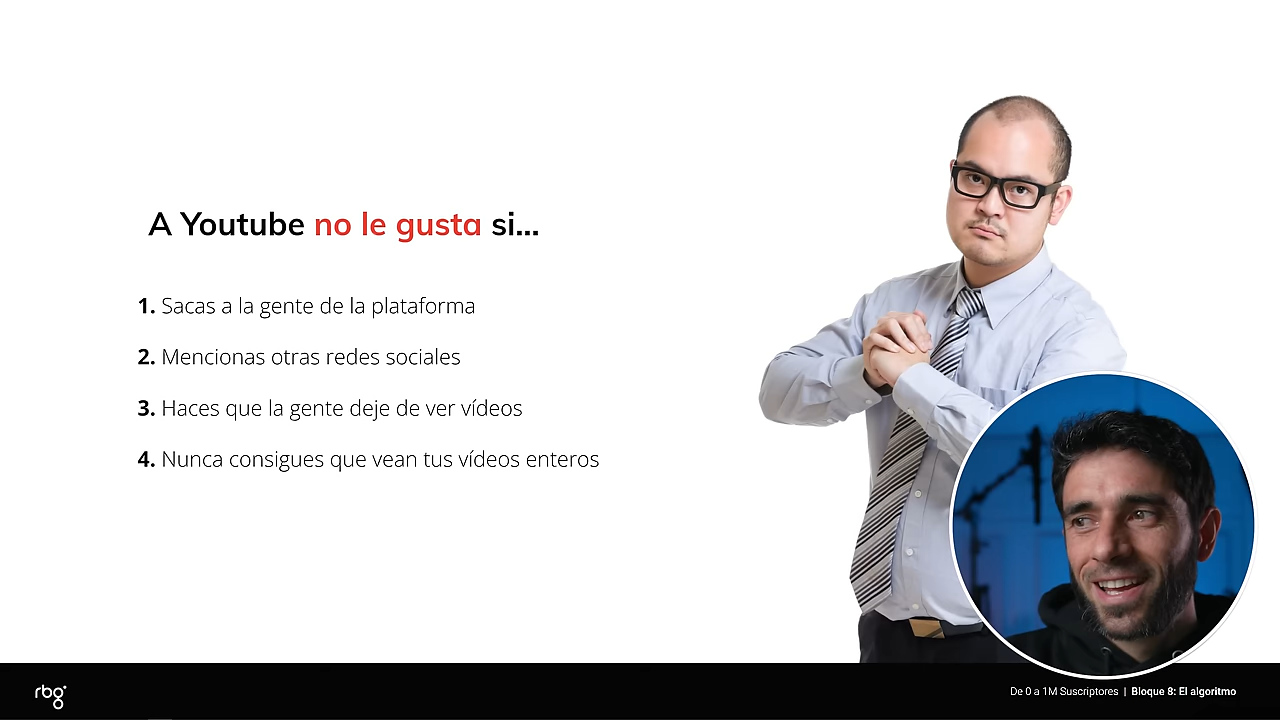 A Youtube no le gusta si...
1. Sacas a la gente de la plataforma
2. Mencionas otras redes sociales
3. Haces que la gente deje de ver vídeos
4. Nunca consigues que vean tus vídeos enteros
rbg
De 0 a 1M Suscriptores | Bloque 8: El algoritmo